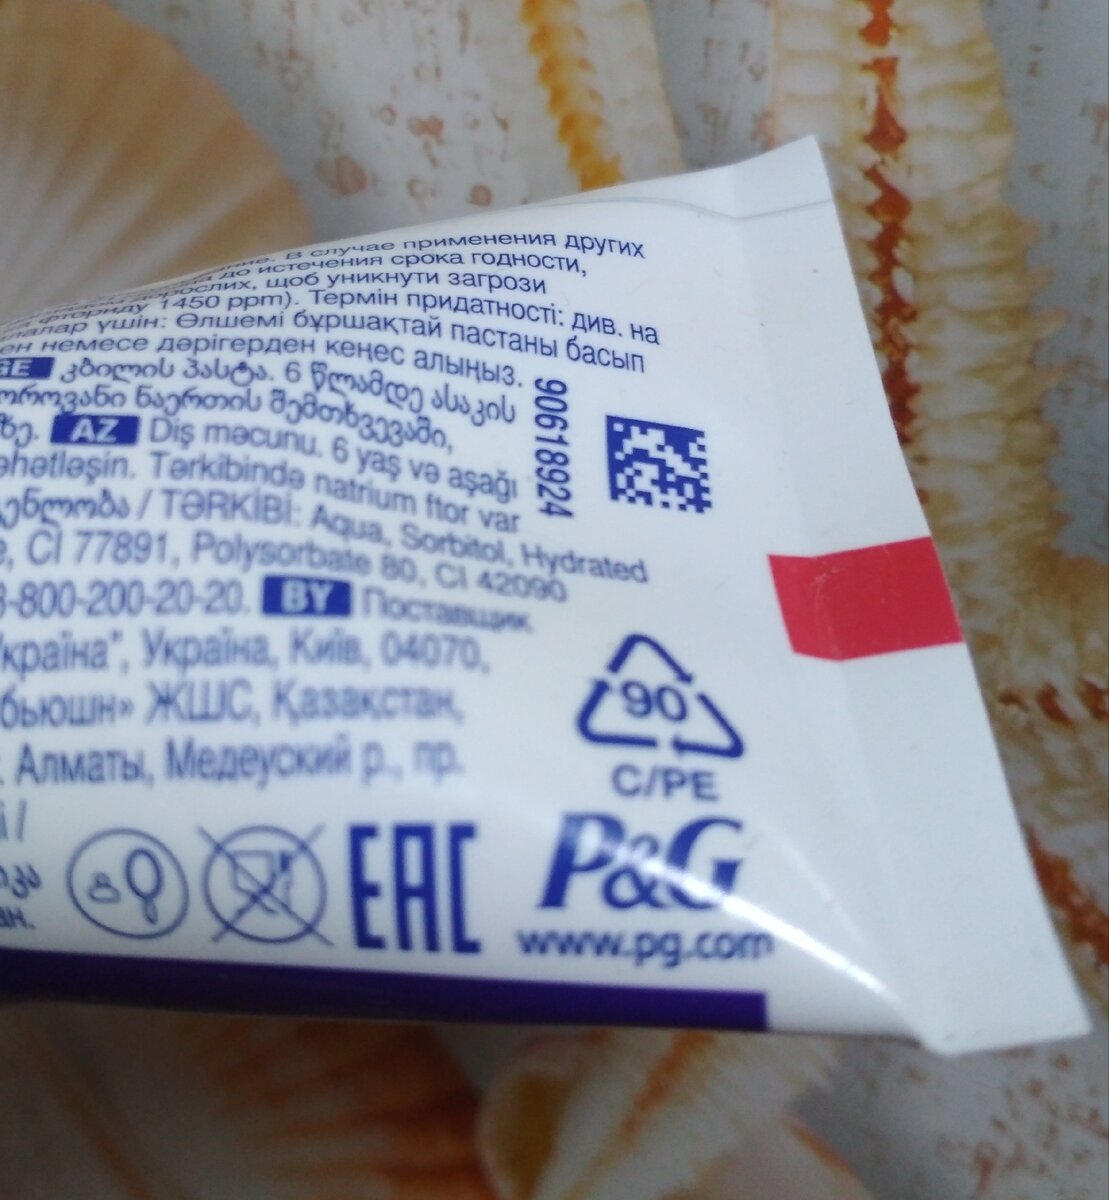 В случае применения других
до истечения срока годности,
дорослих, щоб уникнути загрози
фториду 1450 ppm). Термін придатності: див. на
үшін: Өлшемі бұршақтай пастаны басып
немесе дәрігерден кеңес алыңыз.
GE კბილის პასტა. 6 წლამდე ასაკის
ნაერთის შემთხვევაში,
AZ Diş məcunu. 6 yaş və aşağı
Tərkibində natrium ftor var
/ TƏRKİBİ: Aqua, Sorbitol, Hydrated
CI 77891, Polysorbate 80, CI 42090
8-800-200-20-20. BY Поставщик
Україна", Україна, Київ, 04070,
ЖШС, Қазақстан,
Алматы, Медеуский р., пр.
90618924
90
C/PE
EAC
P&G
www.pg.com